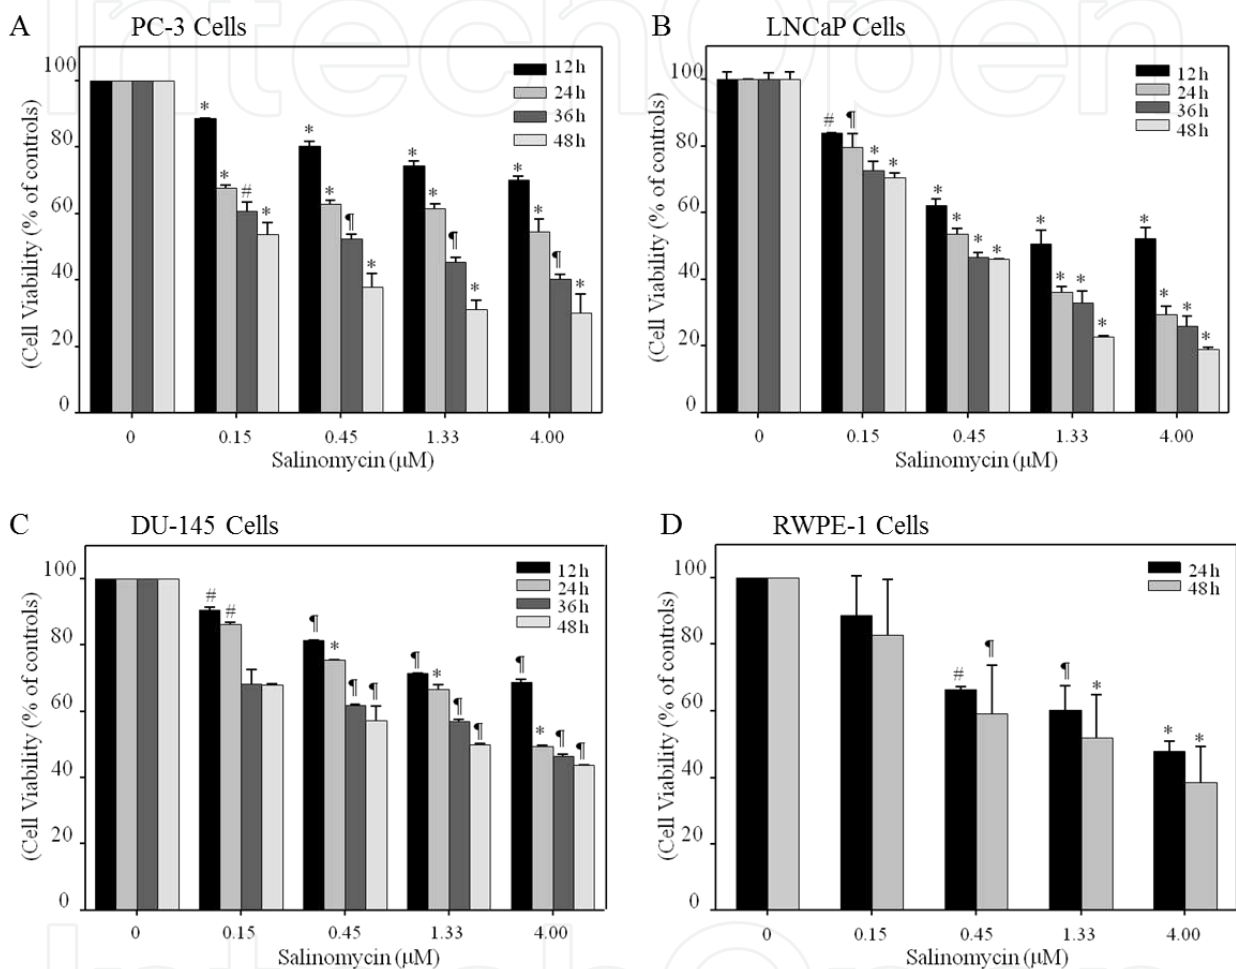 IntechOpen
A PC-3 Cells
(Cell Viability (% of controls)
100
80
60
40
20
0
12h
24h
36h
48h
*
* # *
*
* ¶ *
*
* ¶ *
*
* ¶ *
0 0.15 0.45 1.33 4.00
Salinomycin (μM)
B LNCaP Cells
(Cell Viability (% of controls)
100
80
60
40
20
0
12h
24h
36h
48h
# ¶ * *
* * * *
* * * *
* * * *
0 0.15 0.45 1.33 4.00
Salinomycin (μM)
C DU-145 Cells
(Cell Viability (% of controls)
100
80
60
40
20
0
12h
24h
36h
48h
# #
¶ * ¶ ¶
¶ * ¶ ¶
¶ * ¶ ¶
0 0.15 0.45 1.33 4.00
Salinomycin (μM)
D RWPE-1 Cells
(Cell Viability (% of controls)
100
80
60
40
20
0
24h
48h
# ¶
¶ *
* *
0 0.15 0.45 1.33 4.00
Salinomycin (μM)
IntechOpen